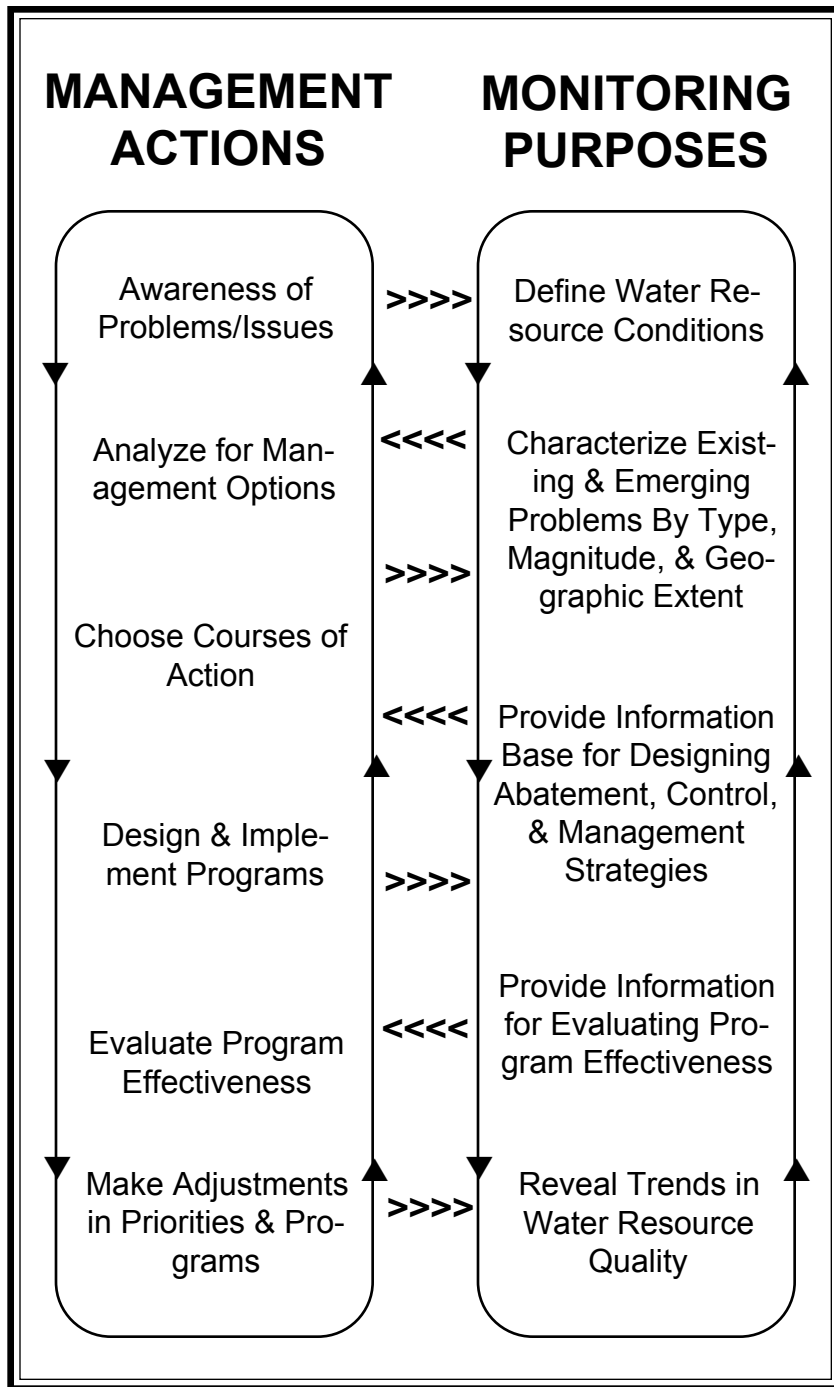 MANAGEMENT
ACTIONS
Awareness of
Problems/Issues
Analyze for Man-
agement Options
Choose Courses of
Action
Design & Imple-
ment Programs
Evaluate Program
Effectiveness
Make Adjustments
in Priorities & Pro-
grams
>>>>
<<<<
>>>>
<<<<
>>>>
<<<<
>>>>
MONITORING
PURPOSES
Define Water Re-
source Conditions
Characterize Exist-
ing & Emerging
Problems By Type,
Magnitude, & Geo-
graphic Extent
Provide Information
Base for Designing
Abatement, Control,
& Management
Strategies
Provide Information
for Evaluating Pro-
gram Effectiveness
Reveal Trends in
Water Resource
Quality